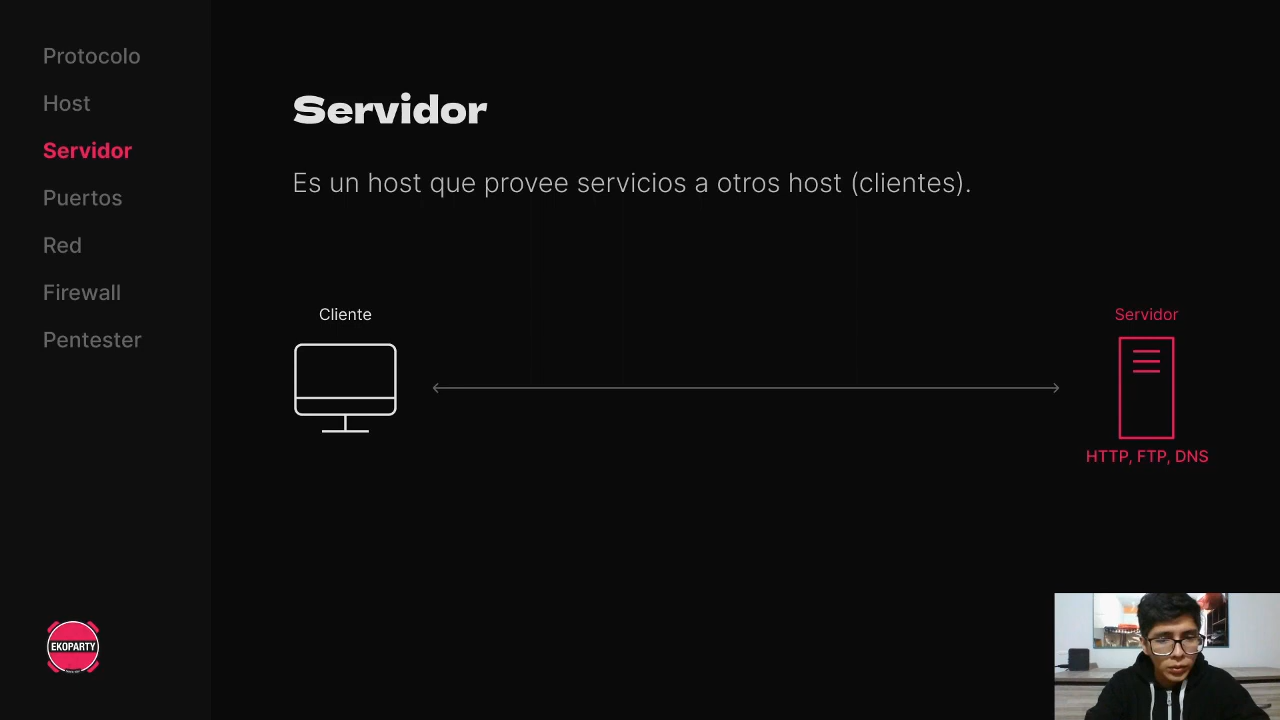 Protocolo
Host
Servidor
Puertos
Red
Firewall
Pentester
Servidor
Es un host que provee servicios a otros host (clientes).
Cliente
Servidor
HTTP, FTP, DNS
EKOPARTY